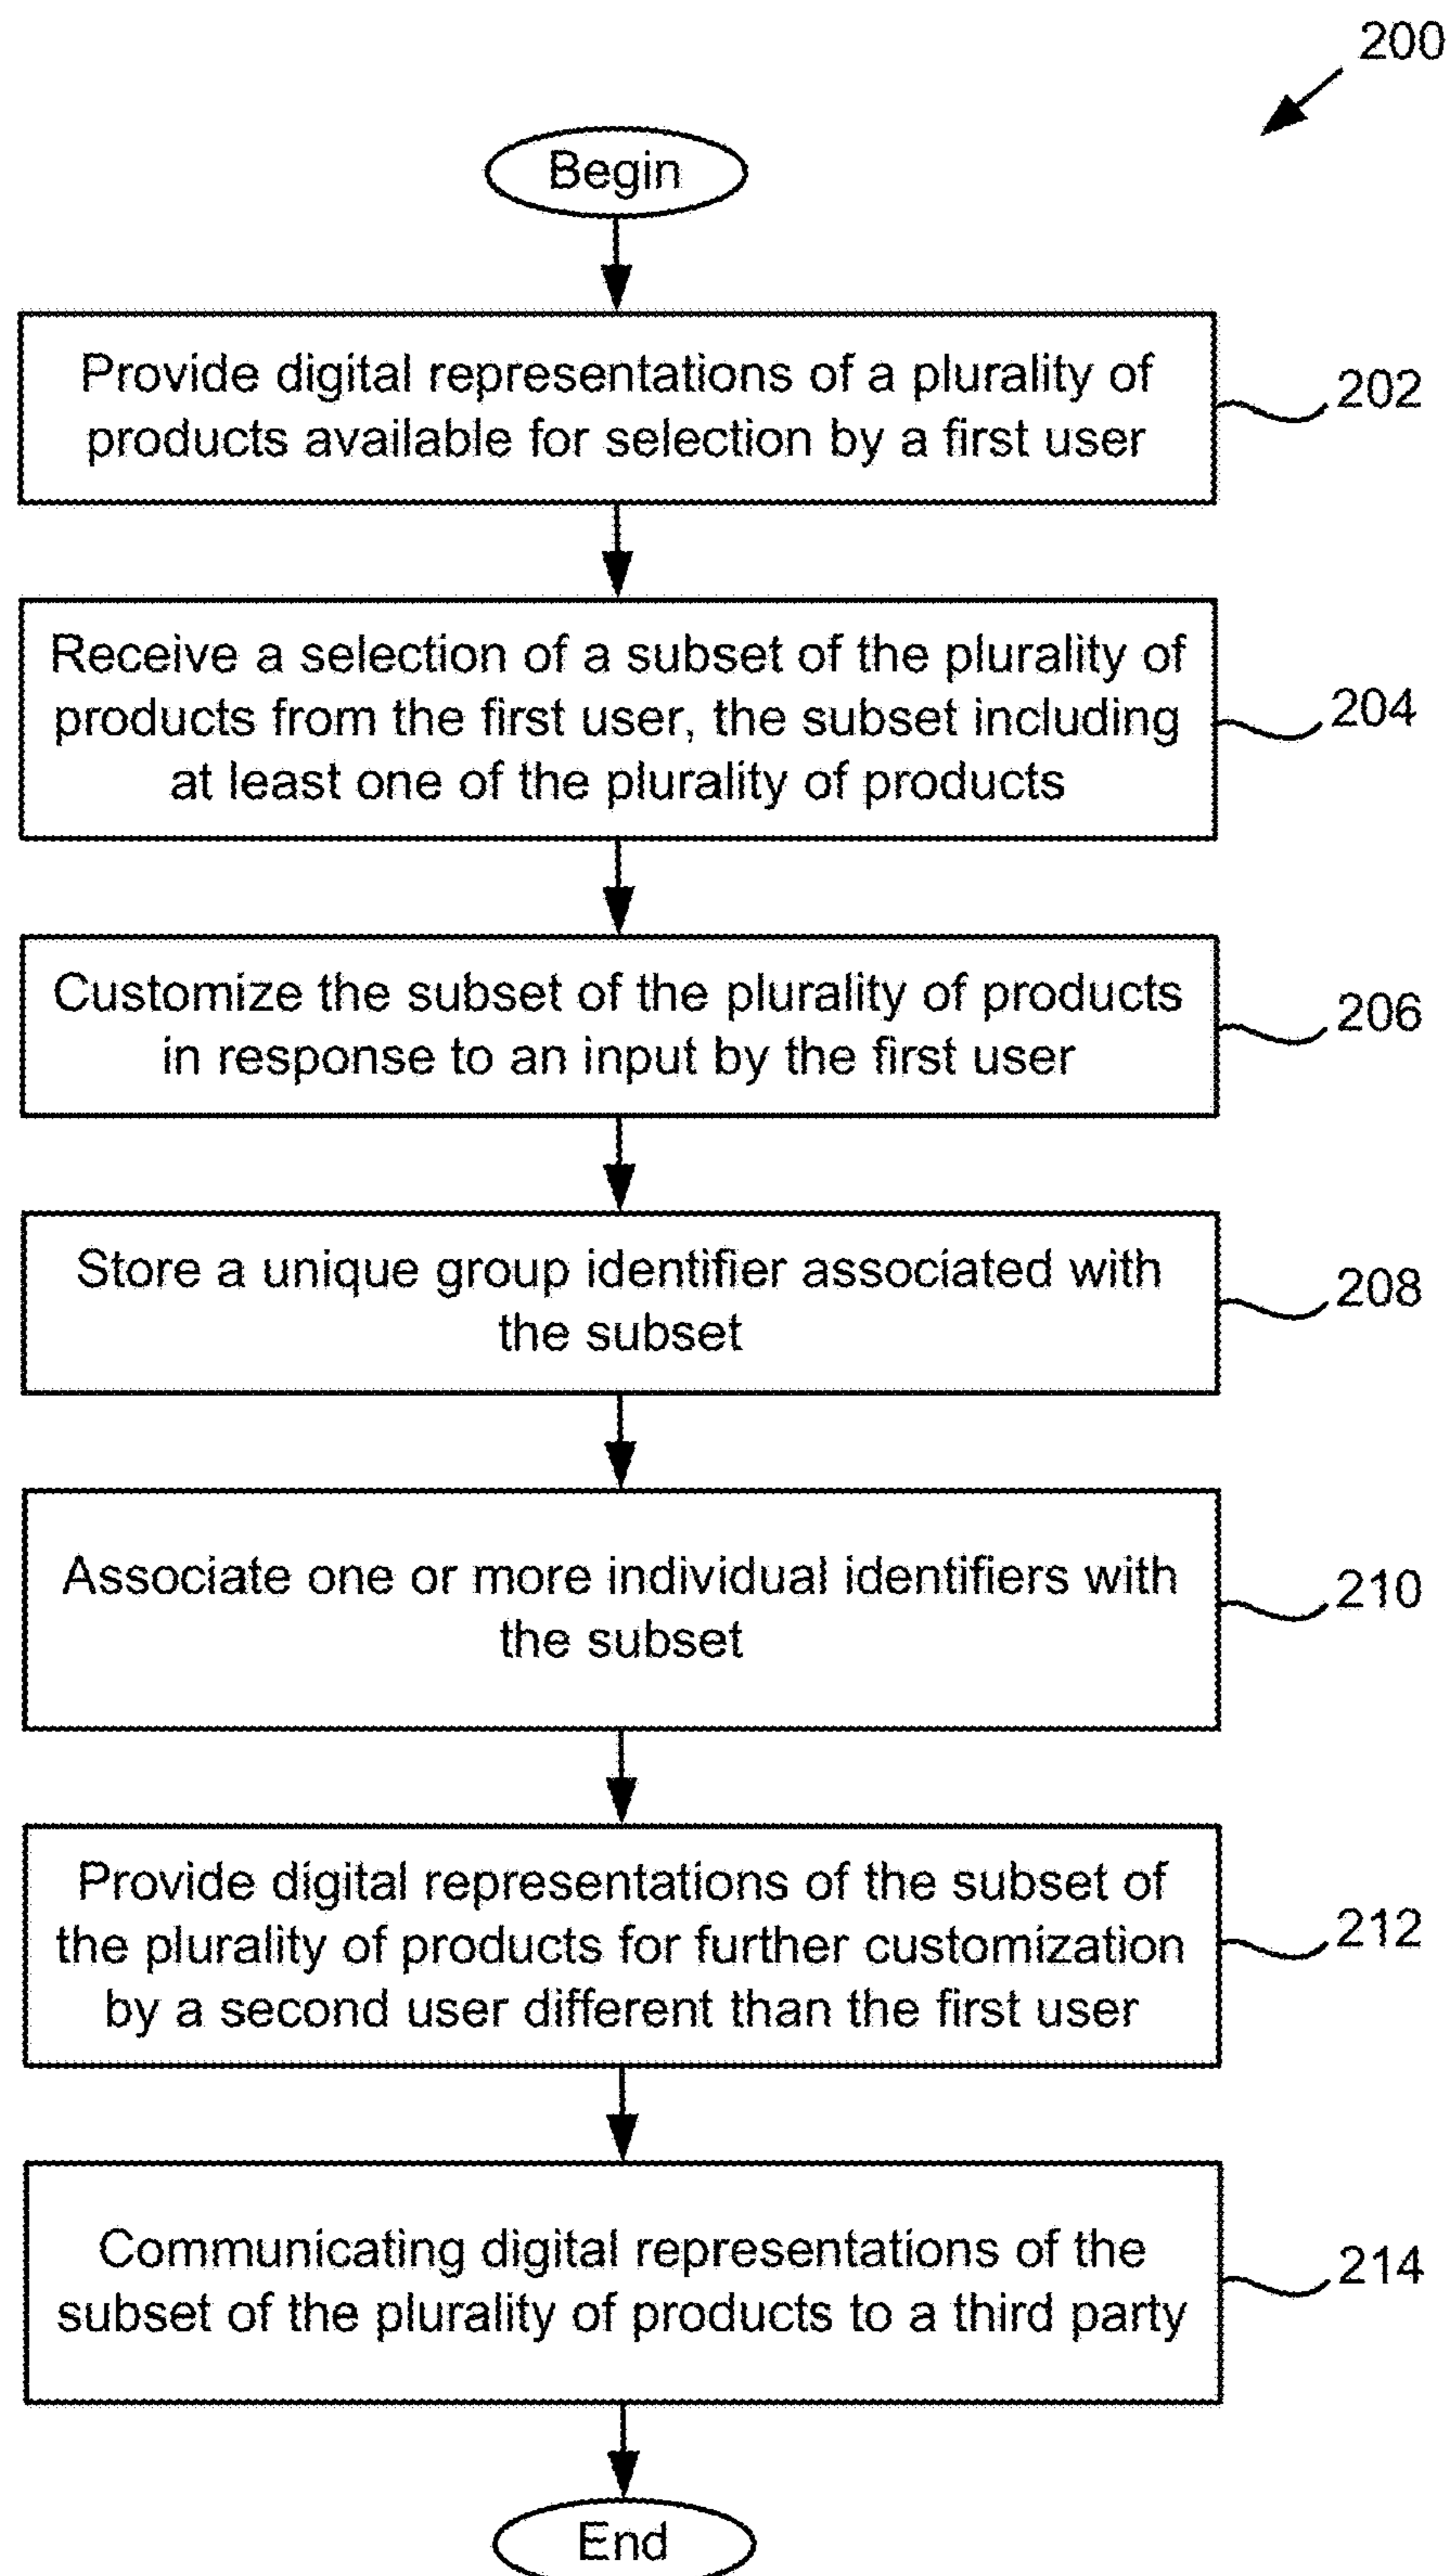 200
Begin
Provide digital representations of a plurality of
products available for selection by a first user
202
Receive a selection of a subset of the plurality of
products from the first user, the subset including
at least one of the plurality of products
204
Customize the subset of the plurality of products
in response to an input by the first user
206
Store a unique group identifier associated with
the subset
208
Associate one or more individual identifiers with
the subset
210
Provide digital representations of the subset of
the plurality of products for further customization
by a second user different than the first user
212
Communicating digital representations of the
subset of the plurality of products to a third party
214
End